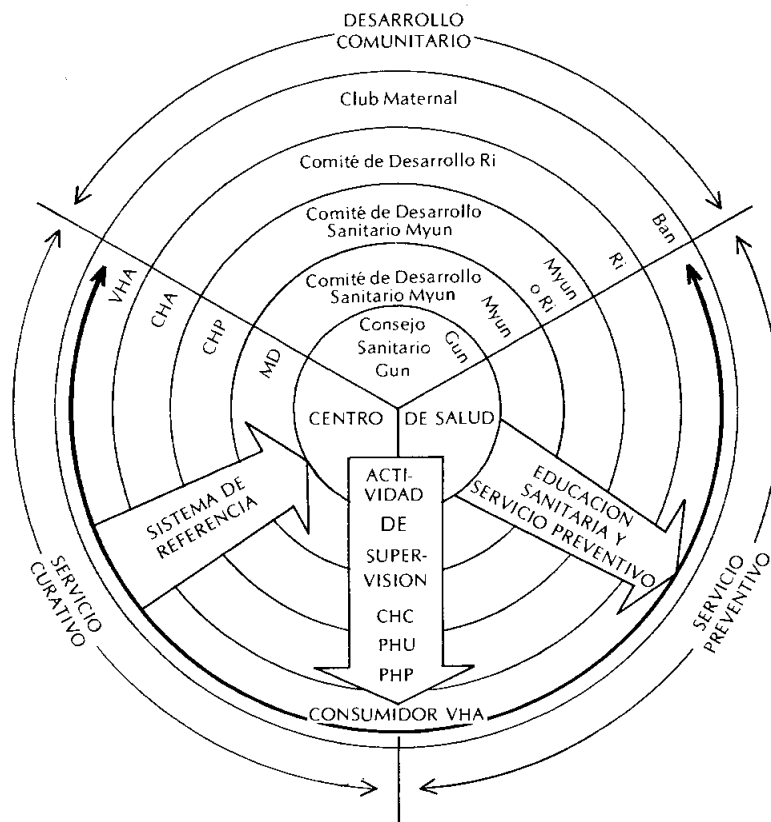 DESARROLLO
COMUNITARIO
Club Maternal
Comité de Desarrollo Ri
Comité de Desarrollo
Sanitario Myun
Comité de Desarrollo
Sanitario Myun
Consejo
Sanitario
Gun
Ban
Ri
Myun
o Ri
Myun
Gun
VHA
CHA
CHP
MD
CENTRO
DE SALUD
SISTEMA DE
REFERENCIA
ACTI-
VIDAD
DE
SUPER-
VISION
CHC
PHU
PHP
EDUCACION
SANITARIA Y
SERVICIO PREVENTIVO
CONSUMIDOR VHA
SERVICIO
CURATIVO
SERVICIO
PREVENTIVO